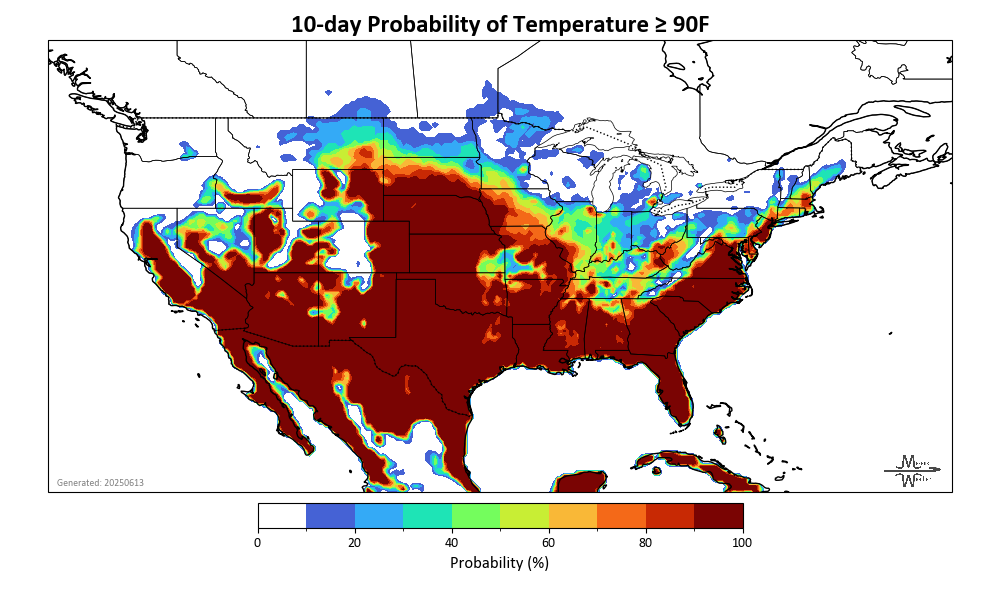 10-day Probability of Temperature ≥ 90F
Generated: 20250613
0 20 40 60 80 100
Probability (%)